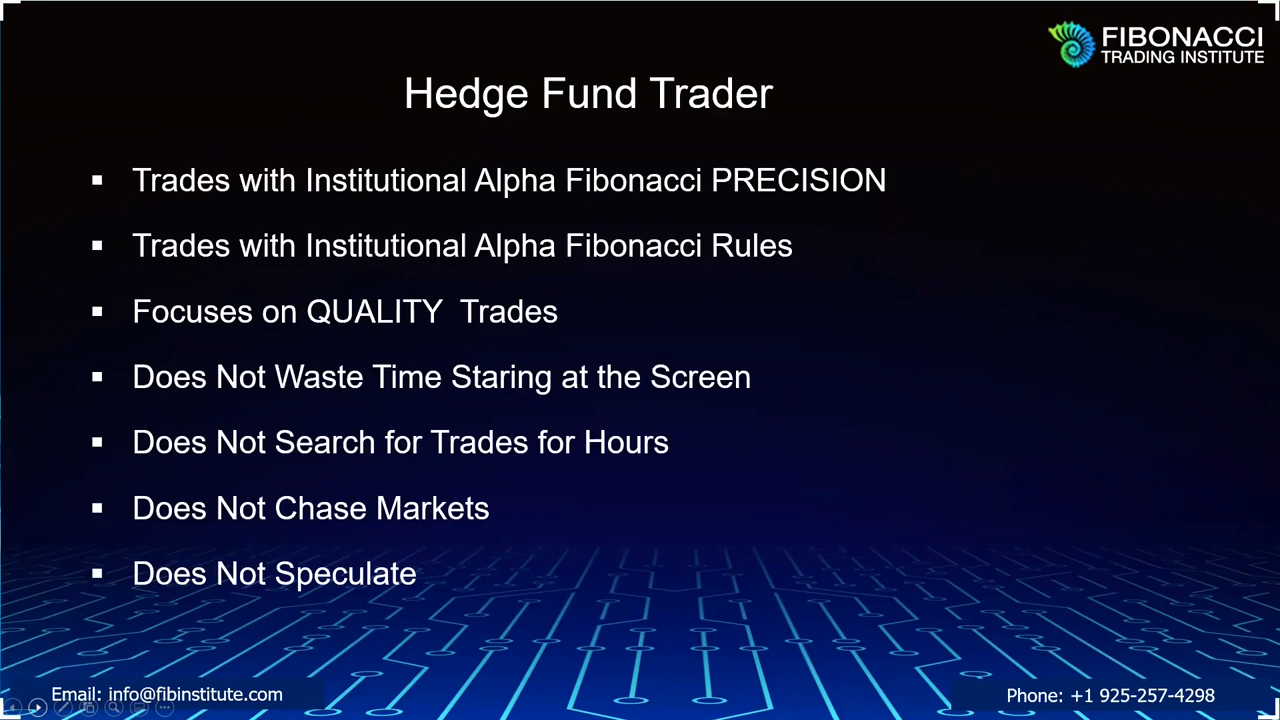 FIBONACCI
TRADING INSTITUTE
Hedge Fund Trader
▪ Trades with Institutional Alpha Fibonacci PRECISION
▪ Trades with Institutional Alpha Fibonacci Rules
▪ Focuses on QUALITY  Trades
▪ Does Not Waste Time Staring at the Screen
▪ Does Not Search for Trades for Hours
▪ Does Not Chase Markets
▪ Does Not Speculate
Email: info@fibinstitute.com
Phone: +1 925-257-4298